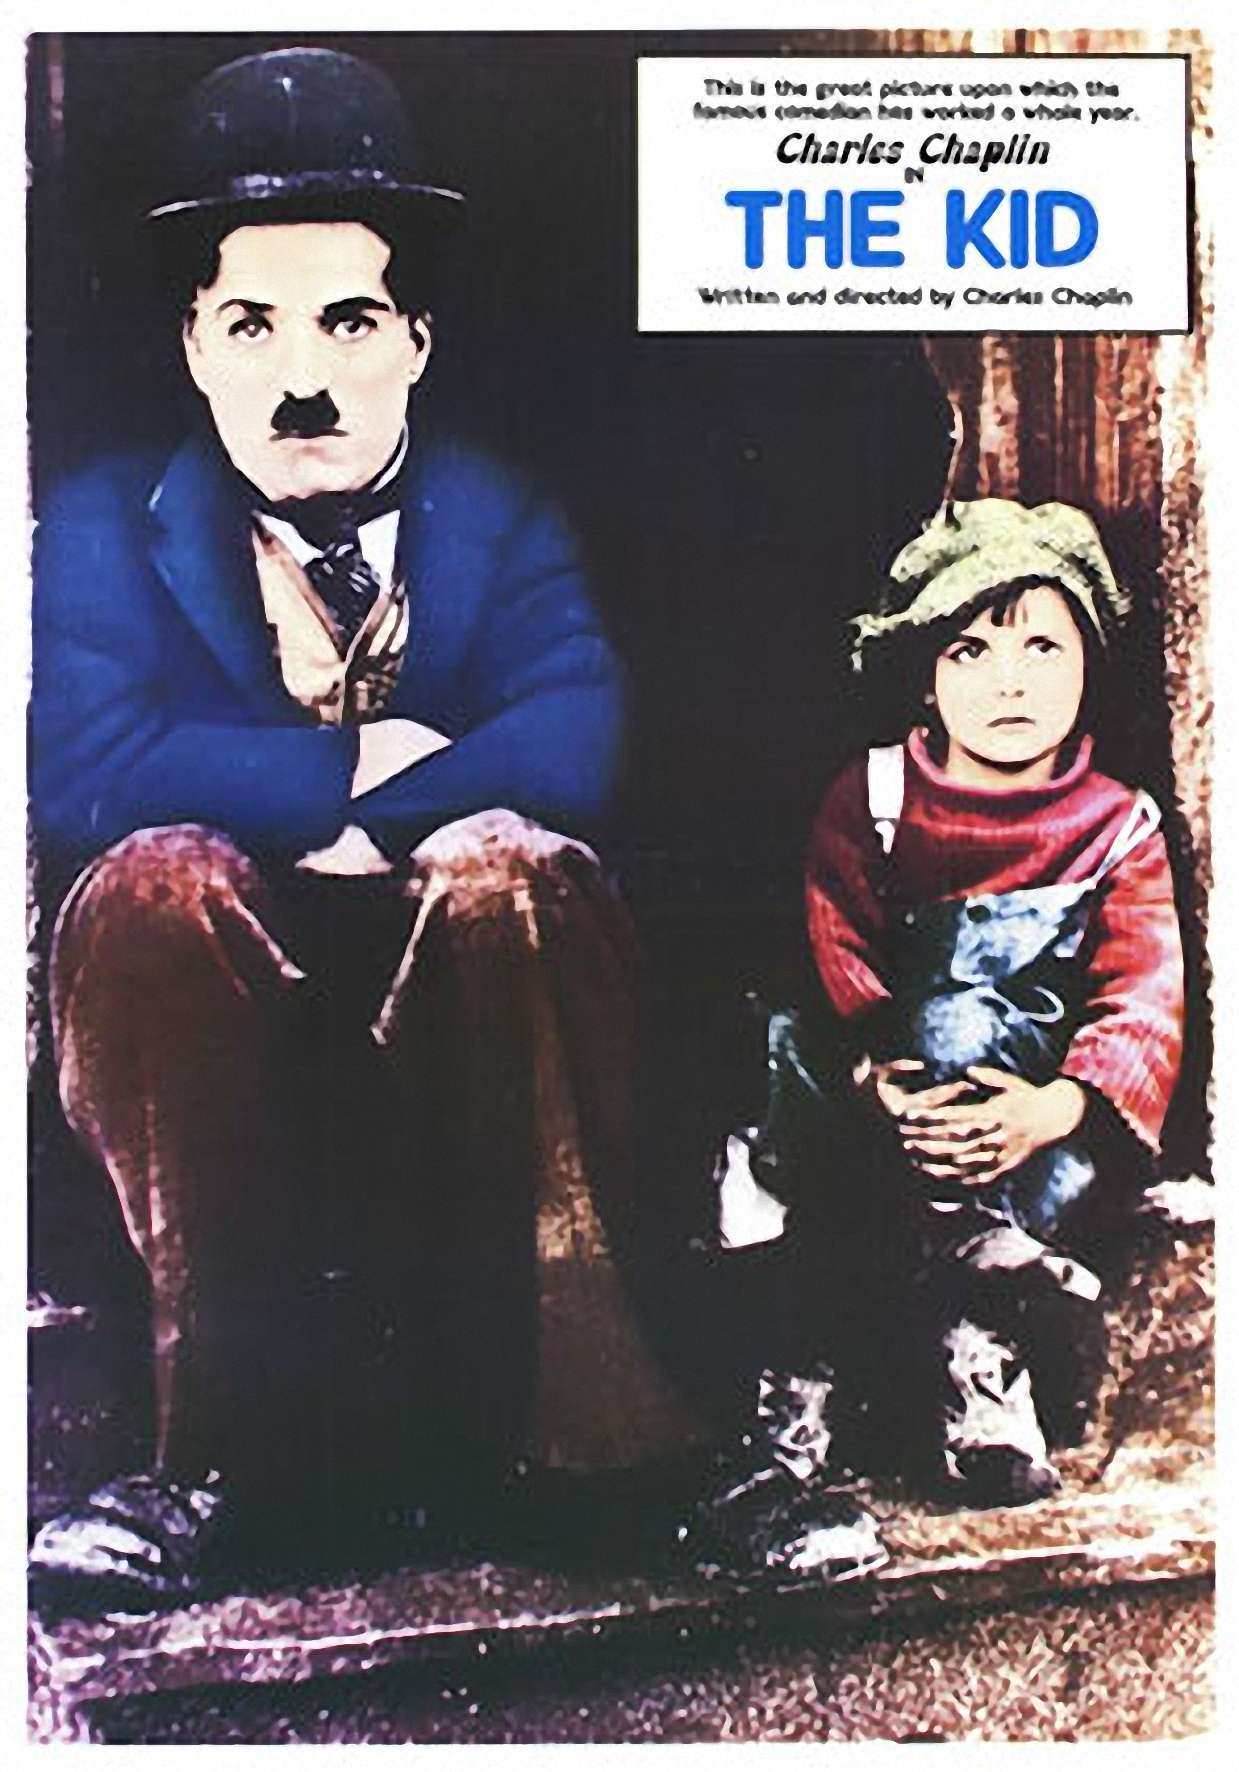 This is the great picture upon which the
famous comedian has worked a whole year.
Charles Chaplin
IN
THE KID
Written and directed by Charles Chaplin